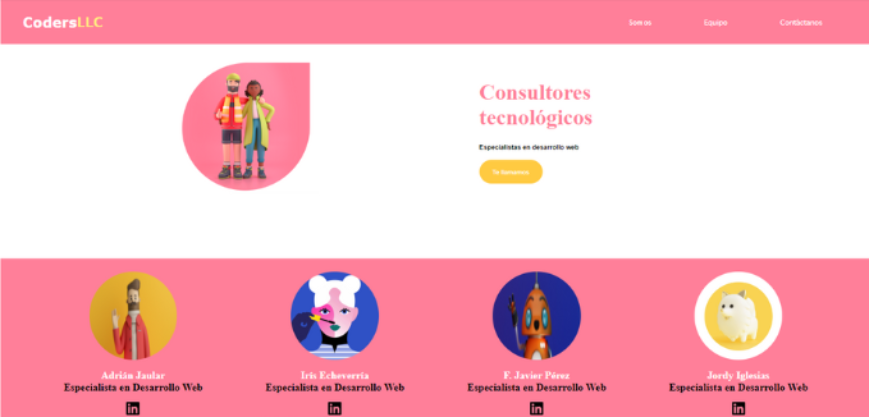 CodersLLC
Somos
Equipo
Contáctanos
Consultores
tecnológicos
Especialistas en desarrollo web
Te llamamos
Adrián Jaular
Especialista en Desarrollo Web
Iris Echeverría
Especialista en Desarrollo Web
F. Javier Pérez
Especialista en Desarrollo Web
Jordy Iglesias
Especialista en Desarrollo Web